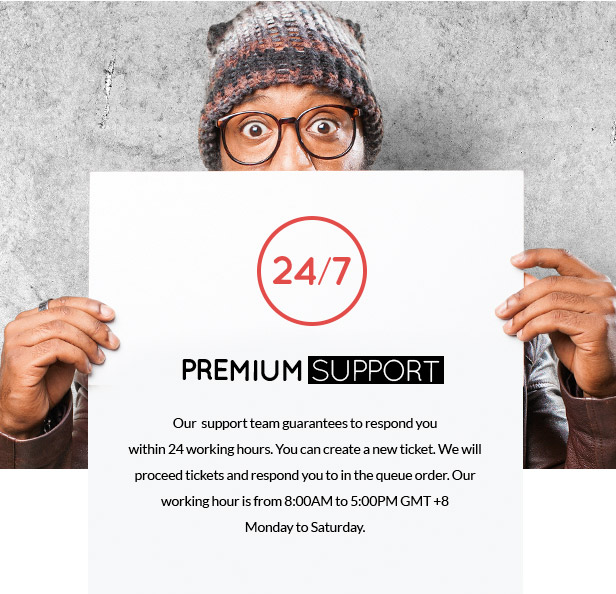 24/7
PREMIUM SUPPORT
Our support team guarantees to respond you
within 24 working hours. You can create a new ticket. We will
proceed tickets and respond you to in the queue order. Our
working hour is from 8:00AM to 5:00PM GMT +8
Monday to Saturday.